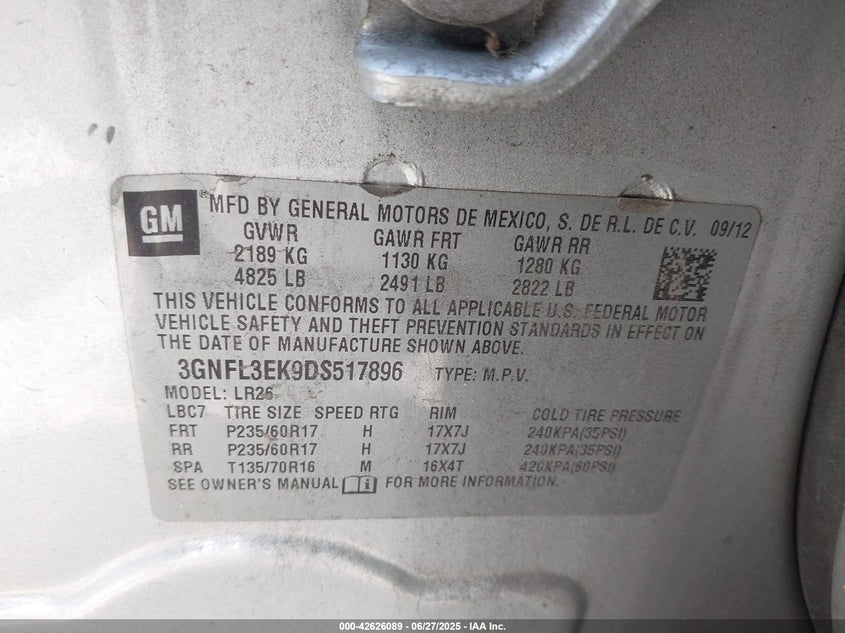 GM
MFD BY GENERAL MOTORS DE MEXICO, S. DE R.L. DE C.V. 09/12
GVWR GAWR FRT GAWR RR
2189 KG 1130 KG 1280 KG
4825 LB 2491 LB 2822 LB
THIS VEHICLE CONFORMS TO ALL APPLICABLE U.S. FEDERAL MOTOR
VEHICLE SAFETY AND THEFT PREVENTION STANDARDS IN EFFECT ON
THE DATE OF MANUFACTURE SHOWN ABOVE.
3GNFL3EK9DS517896 TYPE: M.P.V.
MODEL: LR26
LBC7 TIRE SIZE SPEED RTG RIM COLD TIRE PRESSURE
FRT P235/60R17 H 17X7J 240KPA(35PSI)
RR P235/60R17 H 17X7J 240KPA(35PSI)
SPA T135/70R16 M 16X4T 420KPA(60PSI)
SEE OWNER'S MANUAL FOR MORE INFORMATION.
000-42626089 - 06/27/2025 - IAA Inc.